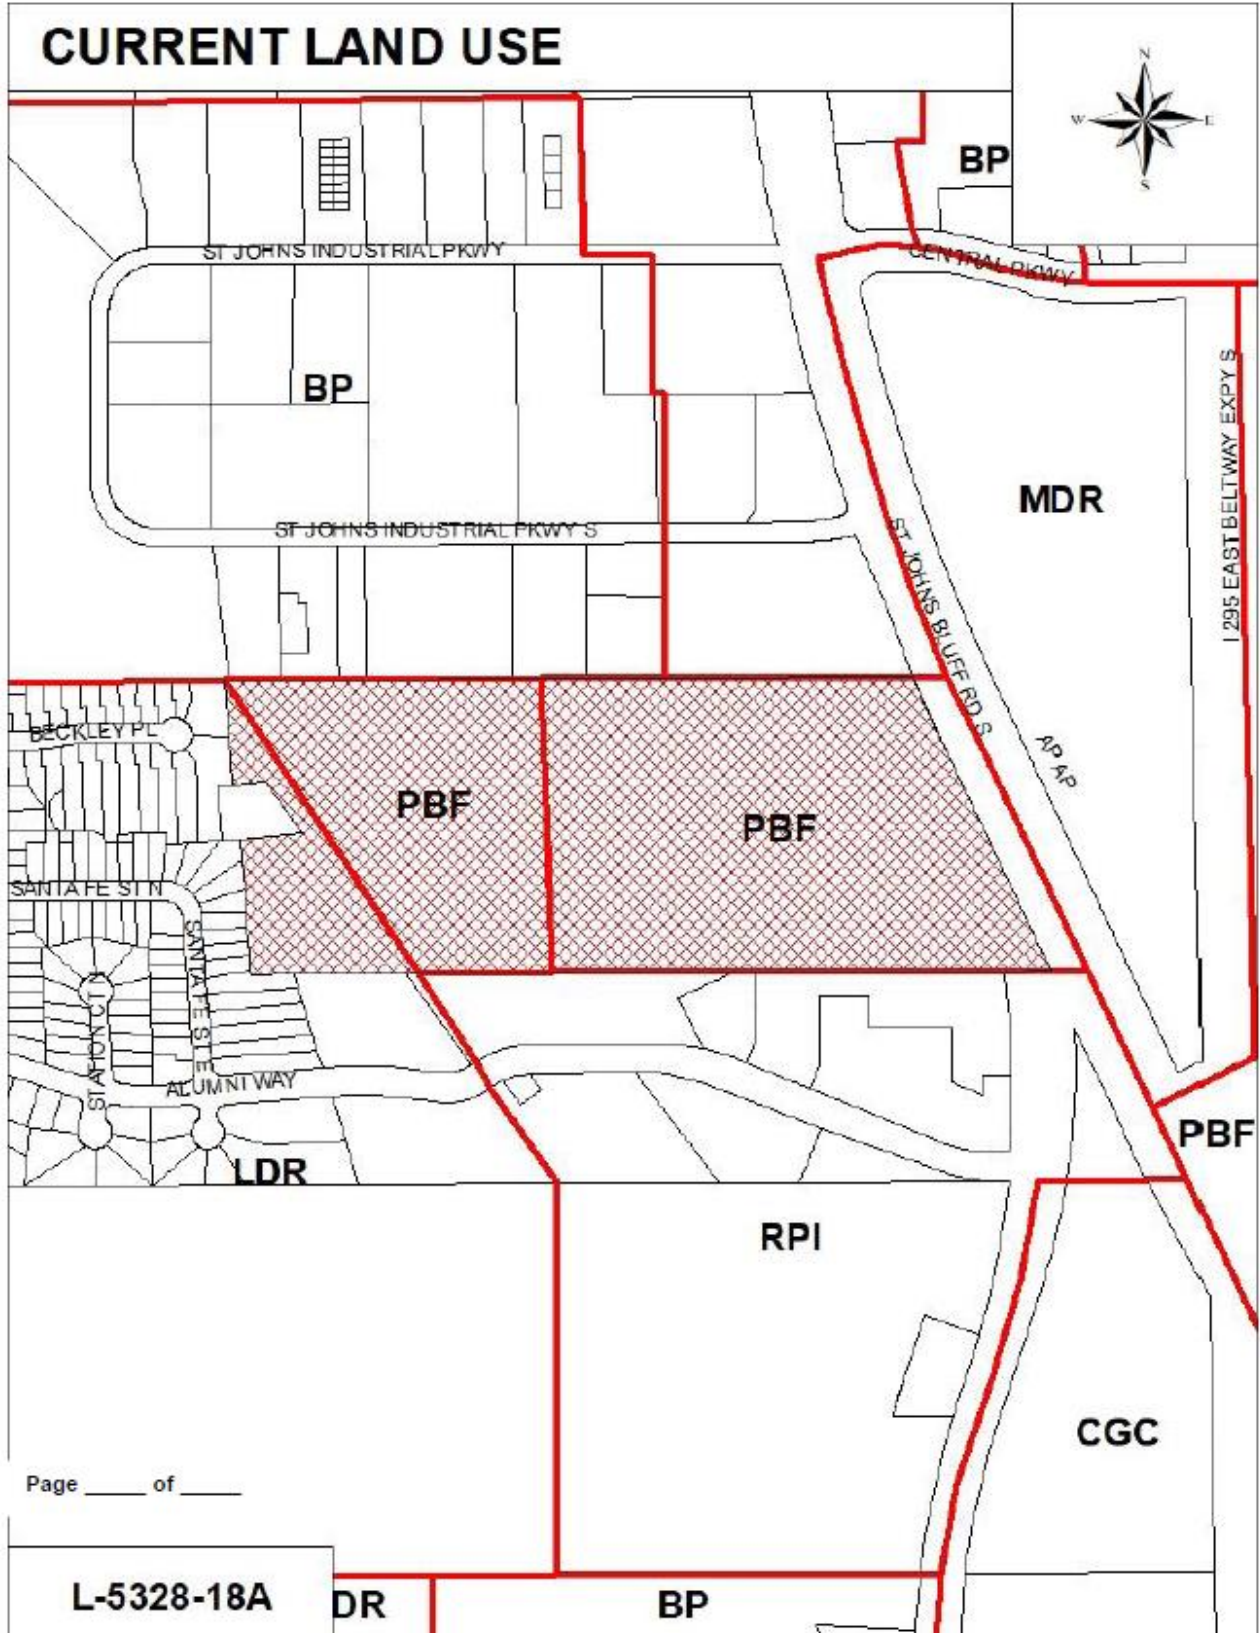 CURRENT LAND USE
N
W
E
S
BP
ST JOHNS INDUSTRIAL PKWY
CENTRAL PKWY
BP
I 295 EAST BELTWAY EXPY S
MDR
ST JOHNS INDUSTRIAL PKWY S
ST JOHNS BLUFF RD S
BECKLEY PL
AP AP
PBF
PBF
SANTA FE ST N
SANTA FE ST E
STATION CT N
ALUMNI WAY
PBF
LDR
RPI
CGC
Page _____ of _____
L-5328-18A
DR
BP